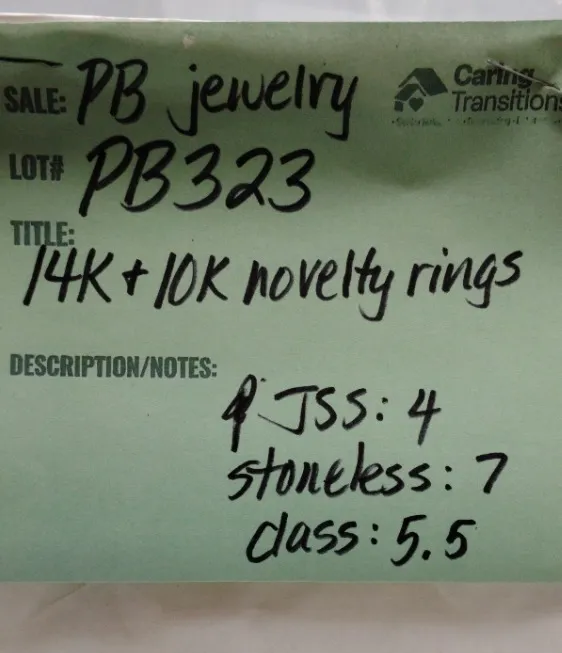 SALE: PB jewelry
Caring Transitions
LOT# PB323
TITLE:
14K + 10K novelty rings
DESCRIPTION/NOTES:
JSS: 4
stoneless: 7
class: 5.5